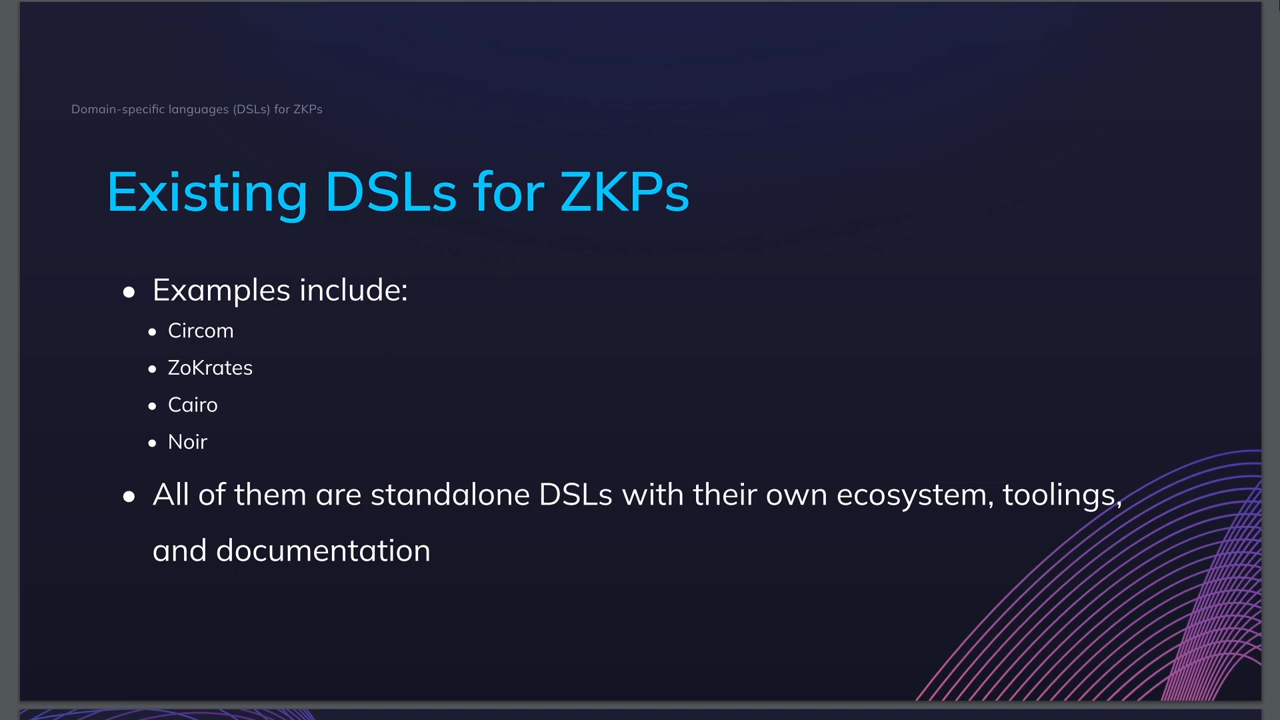 Domain-specific languages (DSLs) for ZKPs
Existing DSLs for ZKPs
• Examples include:
• Circom
• ZoKrates
• Cairo
• Noir
• All of them are standalone DSLs with their own ecosystem, toolings,
and documentation